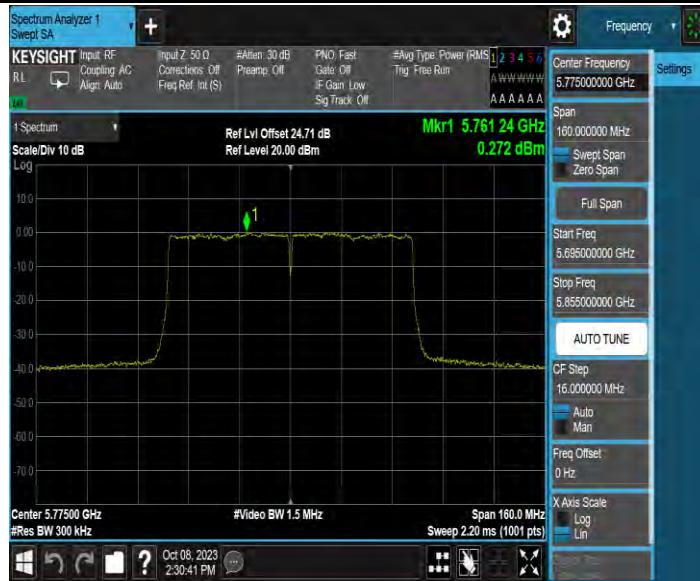 Spectrum Analyzer 1
Swept SA
Frequency
KEYSIGHT
RL
Input: RF
Coupling: AC
Align: Auto
Input Z: 50 Ω
Corrections: Off
Freq Ref: Int (S)
#Atten: 30 dB
Preamp: Off
PNO: Fast
Gate: Off
IF Gain: Low
Sig Track: Off
#Avg Type: Power (RMS
Trig: Free Run
1 2 3 4 5 6
A W W W W W
A A A A A A
1 Spectrum
Scale/Div 10 dB
Log
Ref Lvl Offset 24.71 dB
Ref Level 20.00 dBm
Mkr1 5.761 24 GHz
0.272 dBm
1
10.0
0.00
-10.0
-20.0
-30.0
-40.0
-50.0
-60.0
-70.0
Center 5.77500 GHz
#Res BW 300 kHz
#Video BW 1.5 MHz
Span 160.0 MHz
Sweep 2.20 ms (1001 pts)
Oct 08, 2023
2:30:41 PM
Center Frequency
5.775000000 GHz
Settings
Span
160.000000 MHz
Swept Span
Zero Span
Full Span
Start Freq
5.695000000 GHz
Stop Freq
5.855000000 GHz
AUTO TUNE
CF Step
16.000000 MHz
Auto
Man
Freq Offset
0 Hz
X Axis Scale
Log
Lin